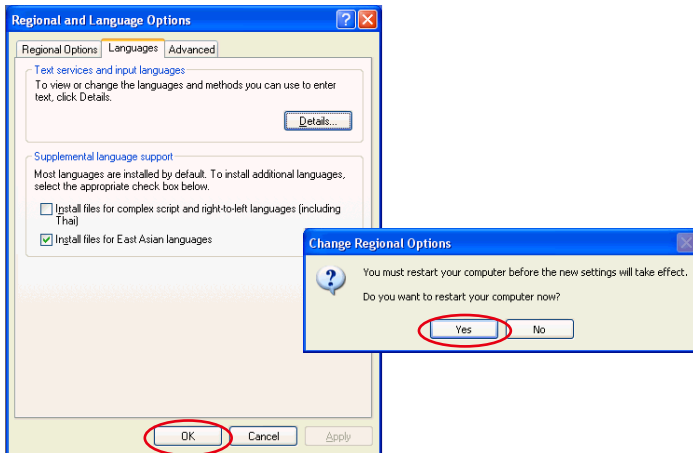 Regional and Language Options
Regional Options
Languages
Advanced
Text services and input languages
To view or change the languages and methods you can use to enter
text, click Details.
Details...
Supplemental language support
Most languages are installed by default. To install additional languages,
select the appropriate check box below.
Install files for complex script and right-to-left languages (including
Thai)
Install files for East Asian languages
OK
Cancel
Apply
Change Regional Options
You must restart your computer before the new settings will take effect.
Do you want to restart your computer now?
Yes
No